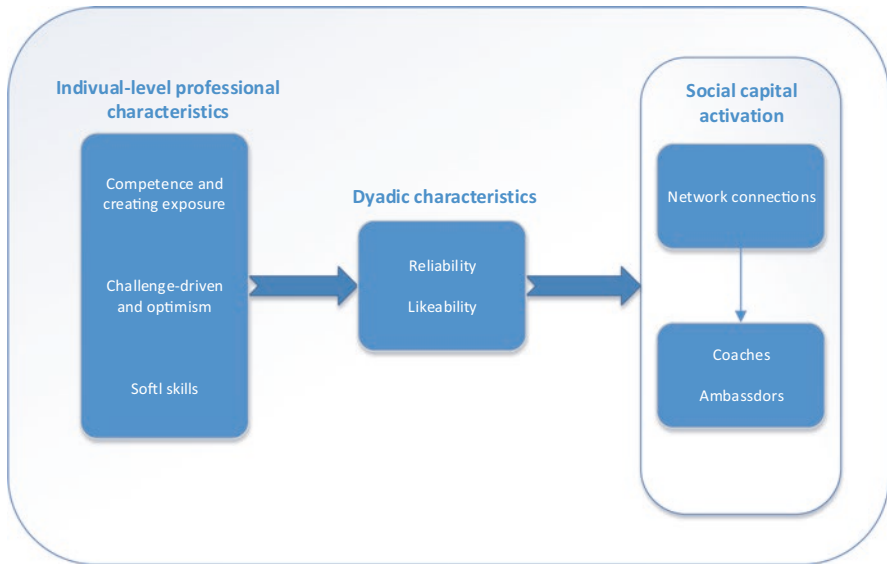 Indivual-level professional
characteristics
Competence and
creating exposure
Challenge-driven
and optimism
Softl skills
Dyadic characteristics
Reliability
Likeability
Social capital
activation
Network connections
Coaches
Ambassdors